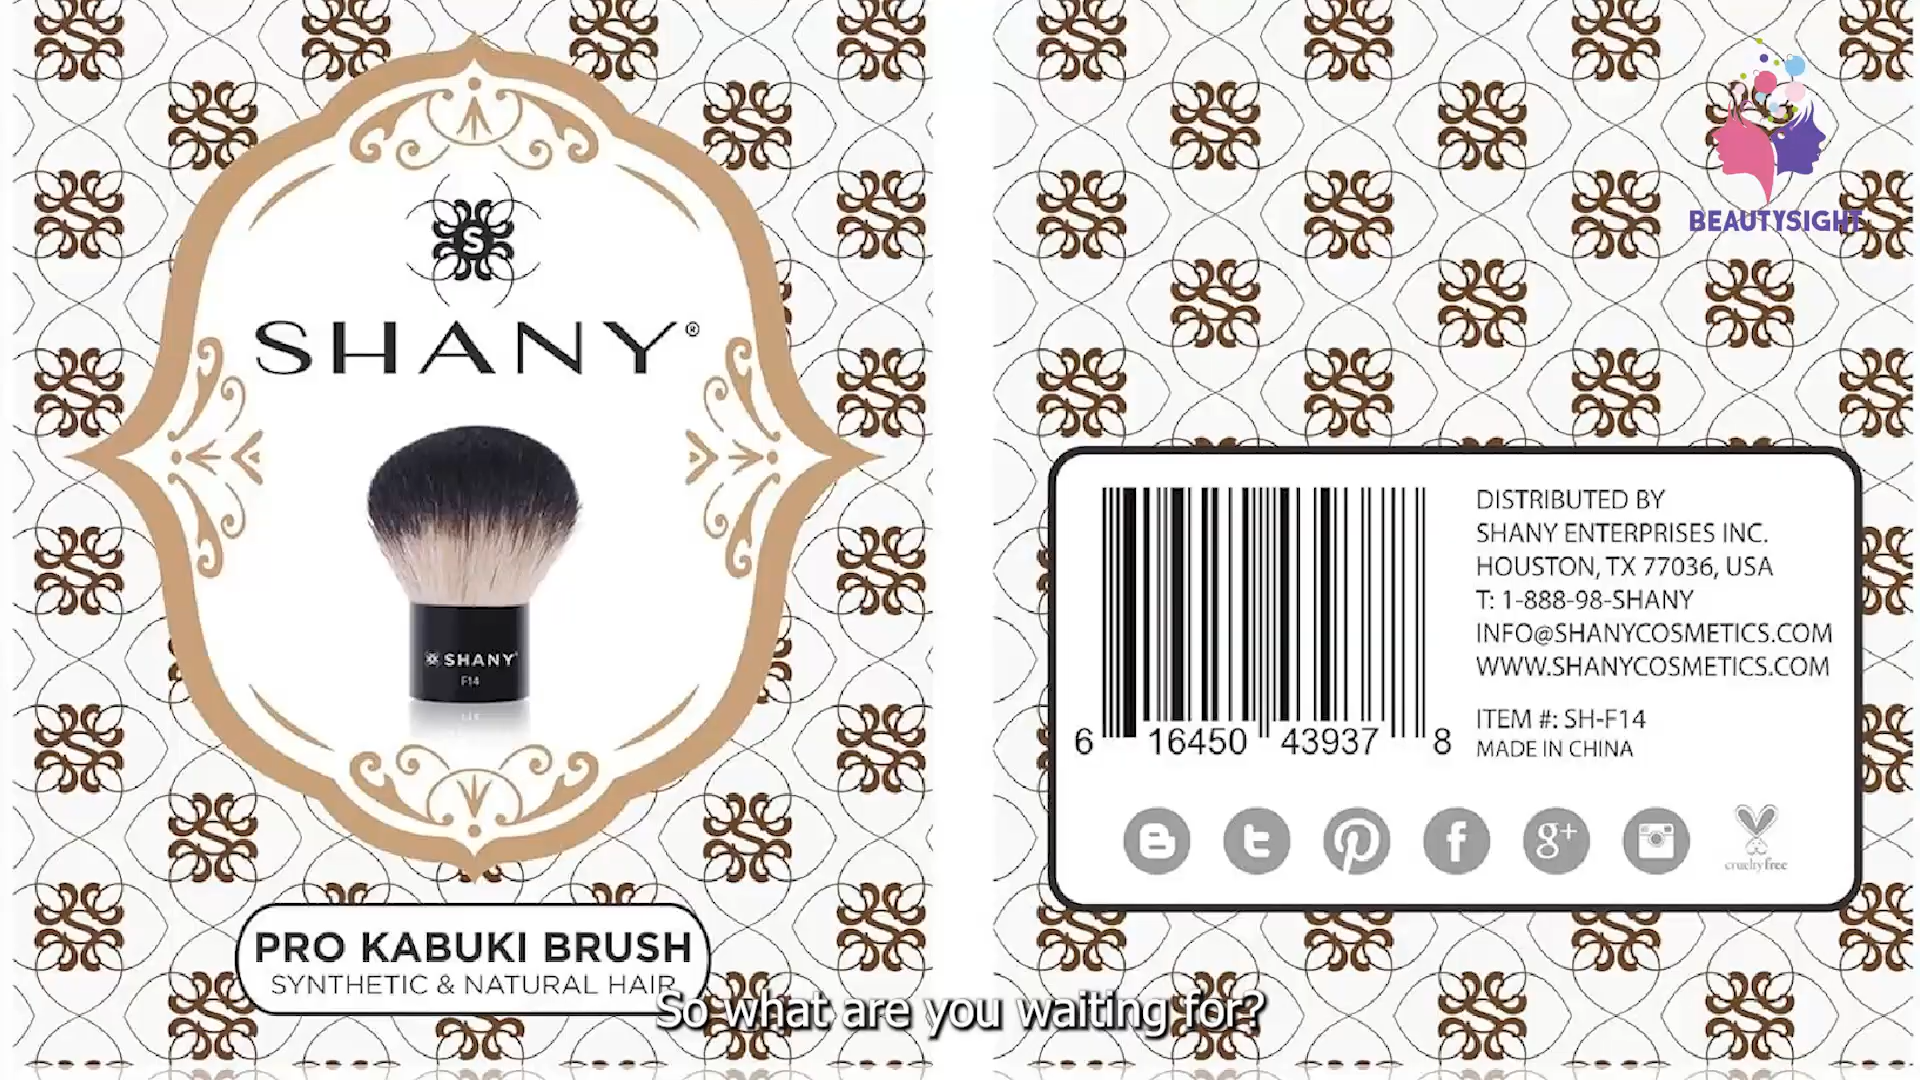 S
SHANY®
SHANY
F14
PRO KABUKI BRUSH
SYNTHETIC & NATURAL HAIR
BEAUTYSIGHT
DISTRIBUTED BY
SHANY ENTERPRISES INC.
HOUSTON, TX 77036, USA
T: 1-888-98-SHANY
INFO@SHANYCOSMETICS.COM
WWW.SHANYCOSMETICS.COM
ITEM #: SH-F14
MADE IN CHINA
6 16450 43937 8
cruelty free
So what are you waiting for?